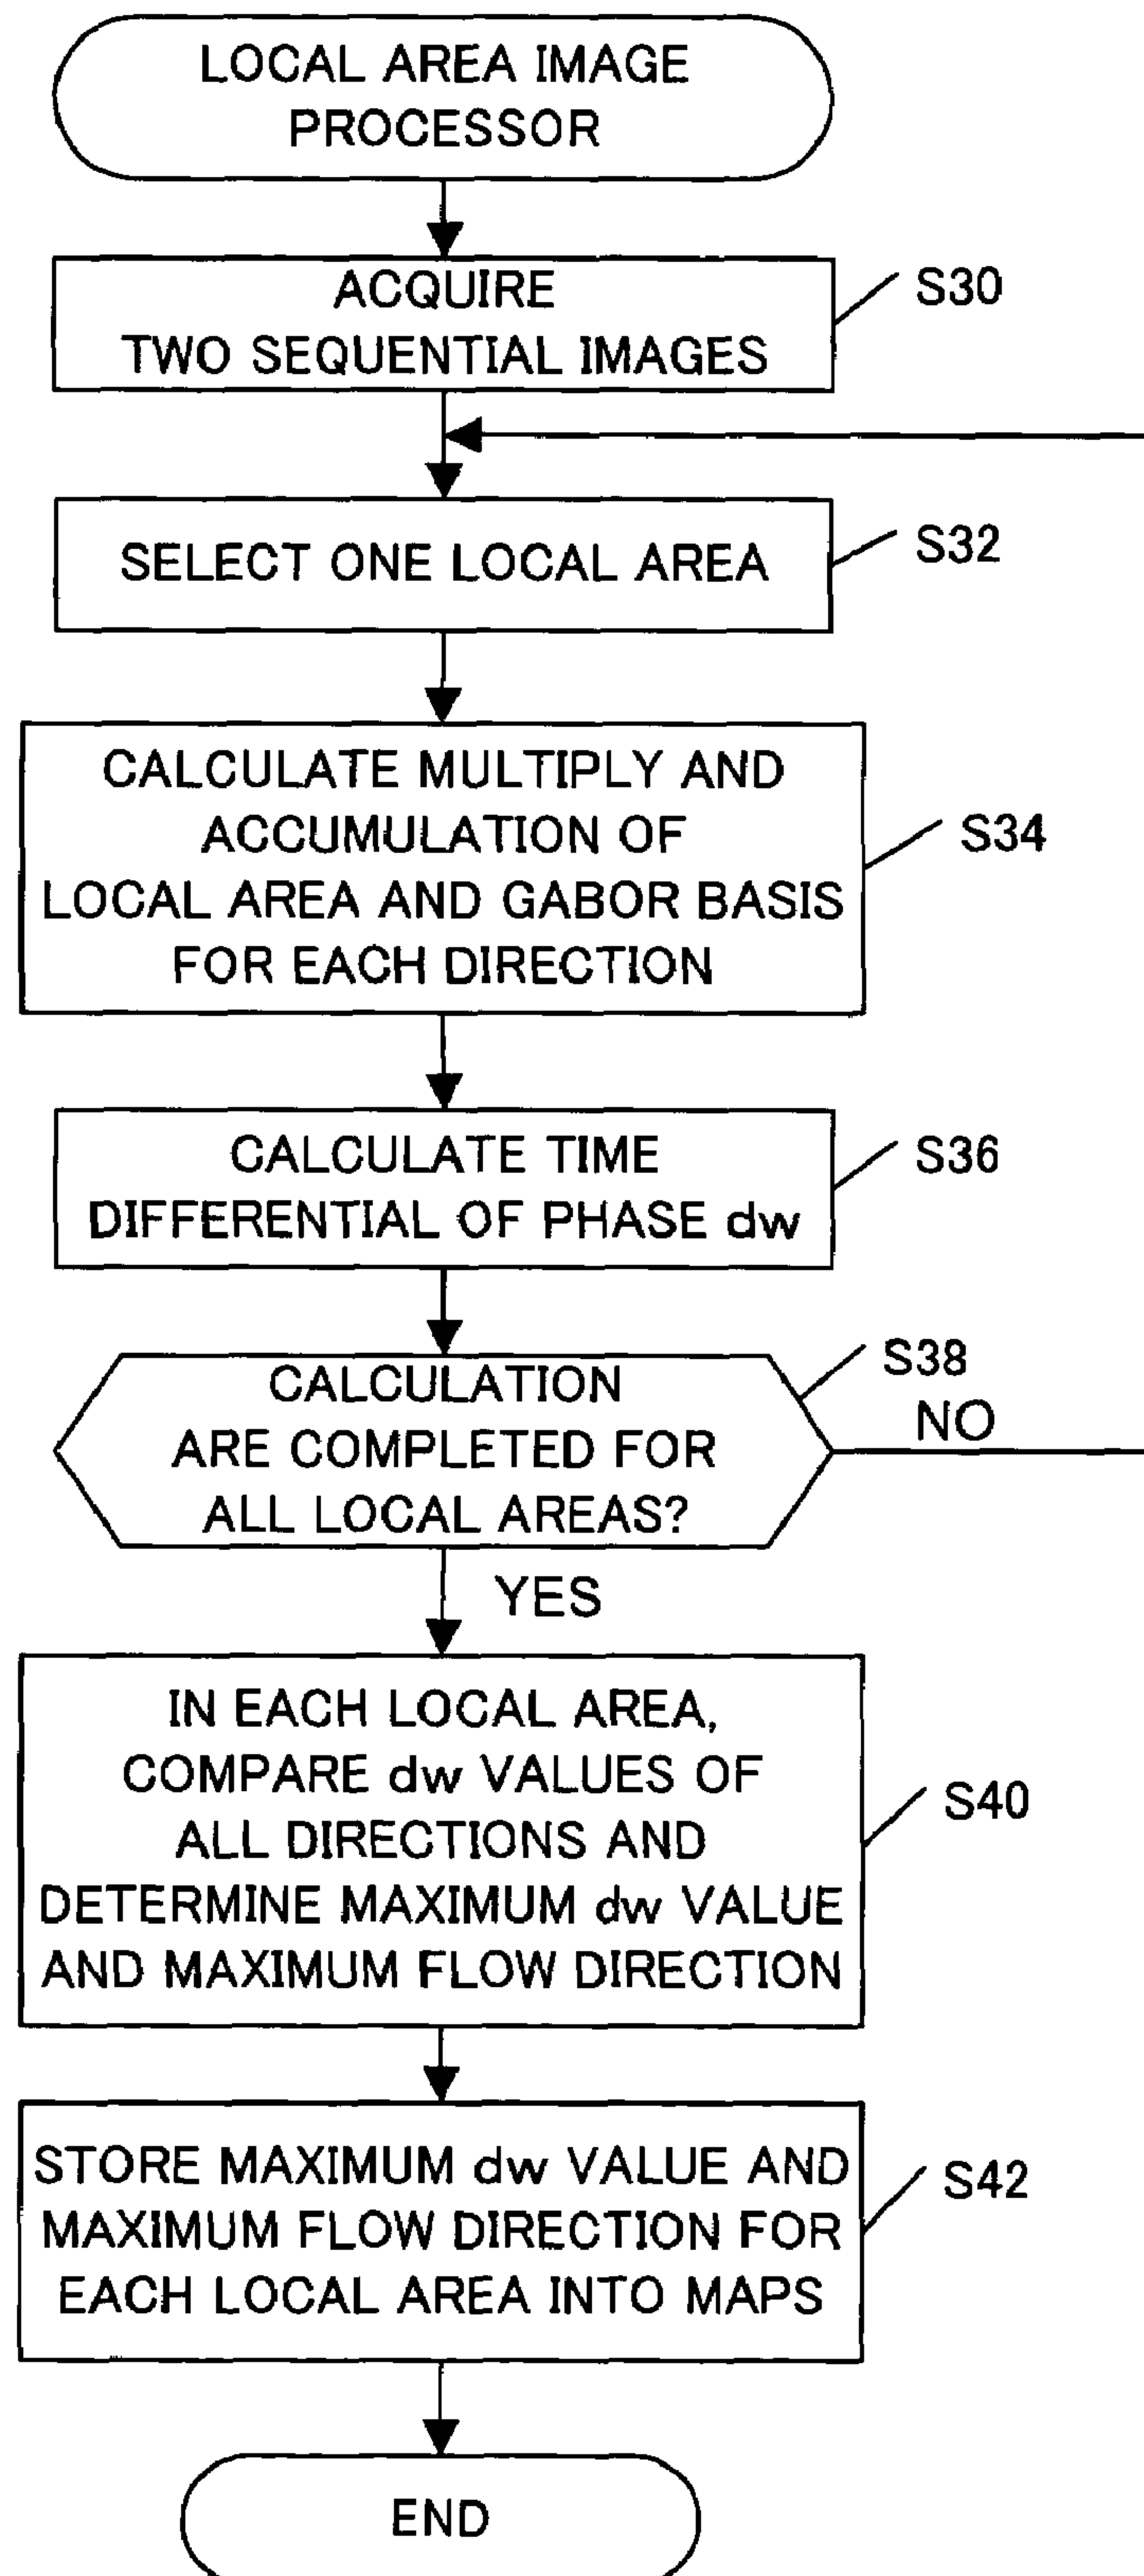 LOCAL AREA IMAGE
PROCESSOR
ACQUIRE
TWO SEQUENTIAL IMAGES
S30
SELECT ONE LOCAL AREA
S32
CALCULATE MULTIPLY AND
ACCUMULATION OF
LOCAL AREA AND GABOR BASIS
FOR EACH DIRECTION
S34
CALCULATE TIME
DIFFERENTIAL OF PHASE dw
S36
CALCULATION
ARE COMPLETED FOR
ALL LOCAL AREAS?
S38
NO
YES
IN EACH LOCAL AREA,
COMPARE dw VALUES OF
ALL DIRECTIONS AND
DETERMINE MAXIMUM dw VALUE
AND MAXIMUM FLOW DIRECTION
S40
STORE MAXIMUM dw VALUE AND
MAXIMUM FLOW DIRECTION FOR
EACH LOCAL AREA INTO MAPS
S42
END